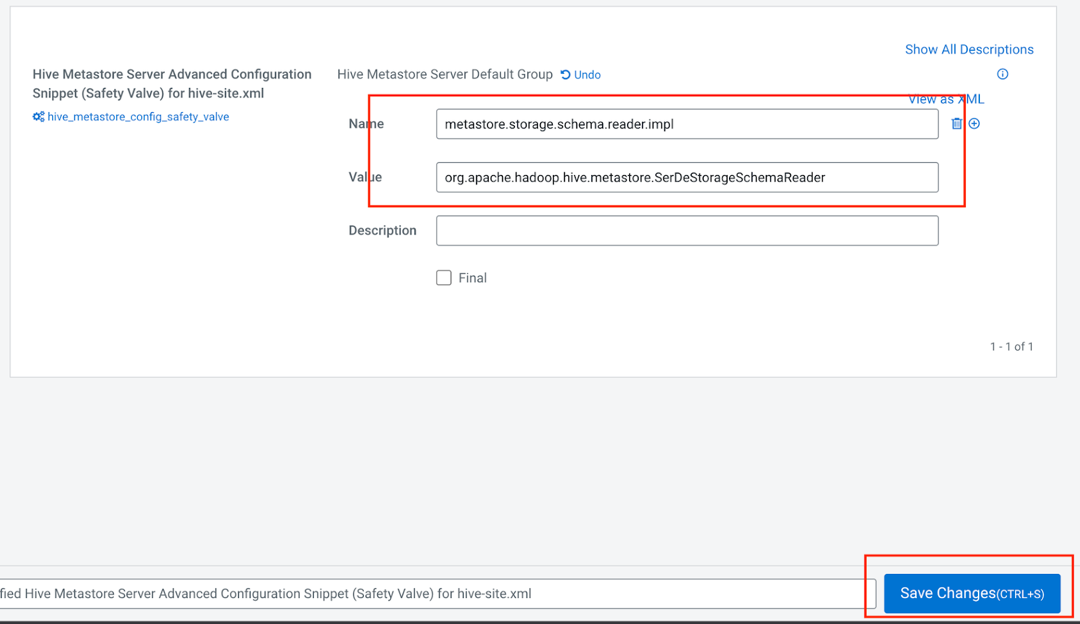 Show All Descriptions
Hive Metastore Server Advanced Configuration
Snippet (Safety Valve) for hive-site.xml
hive_metastore_config_safety_valve
Hive Metastore Server Default Group Undo
View as XML
Name metastore.storage.schema.reader.impl
Value org.apache.hadoop.hive.metastore.SerDeStorageSchemaReader
Description
Final
1 - 1 of 1
fied Hive Metastore Server Advanced Configuration Snippet (Safety Valve) for hive-site.xml
Save Changes(CTRL+S)